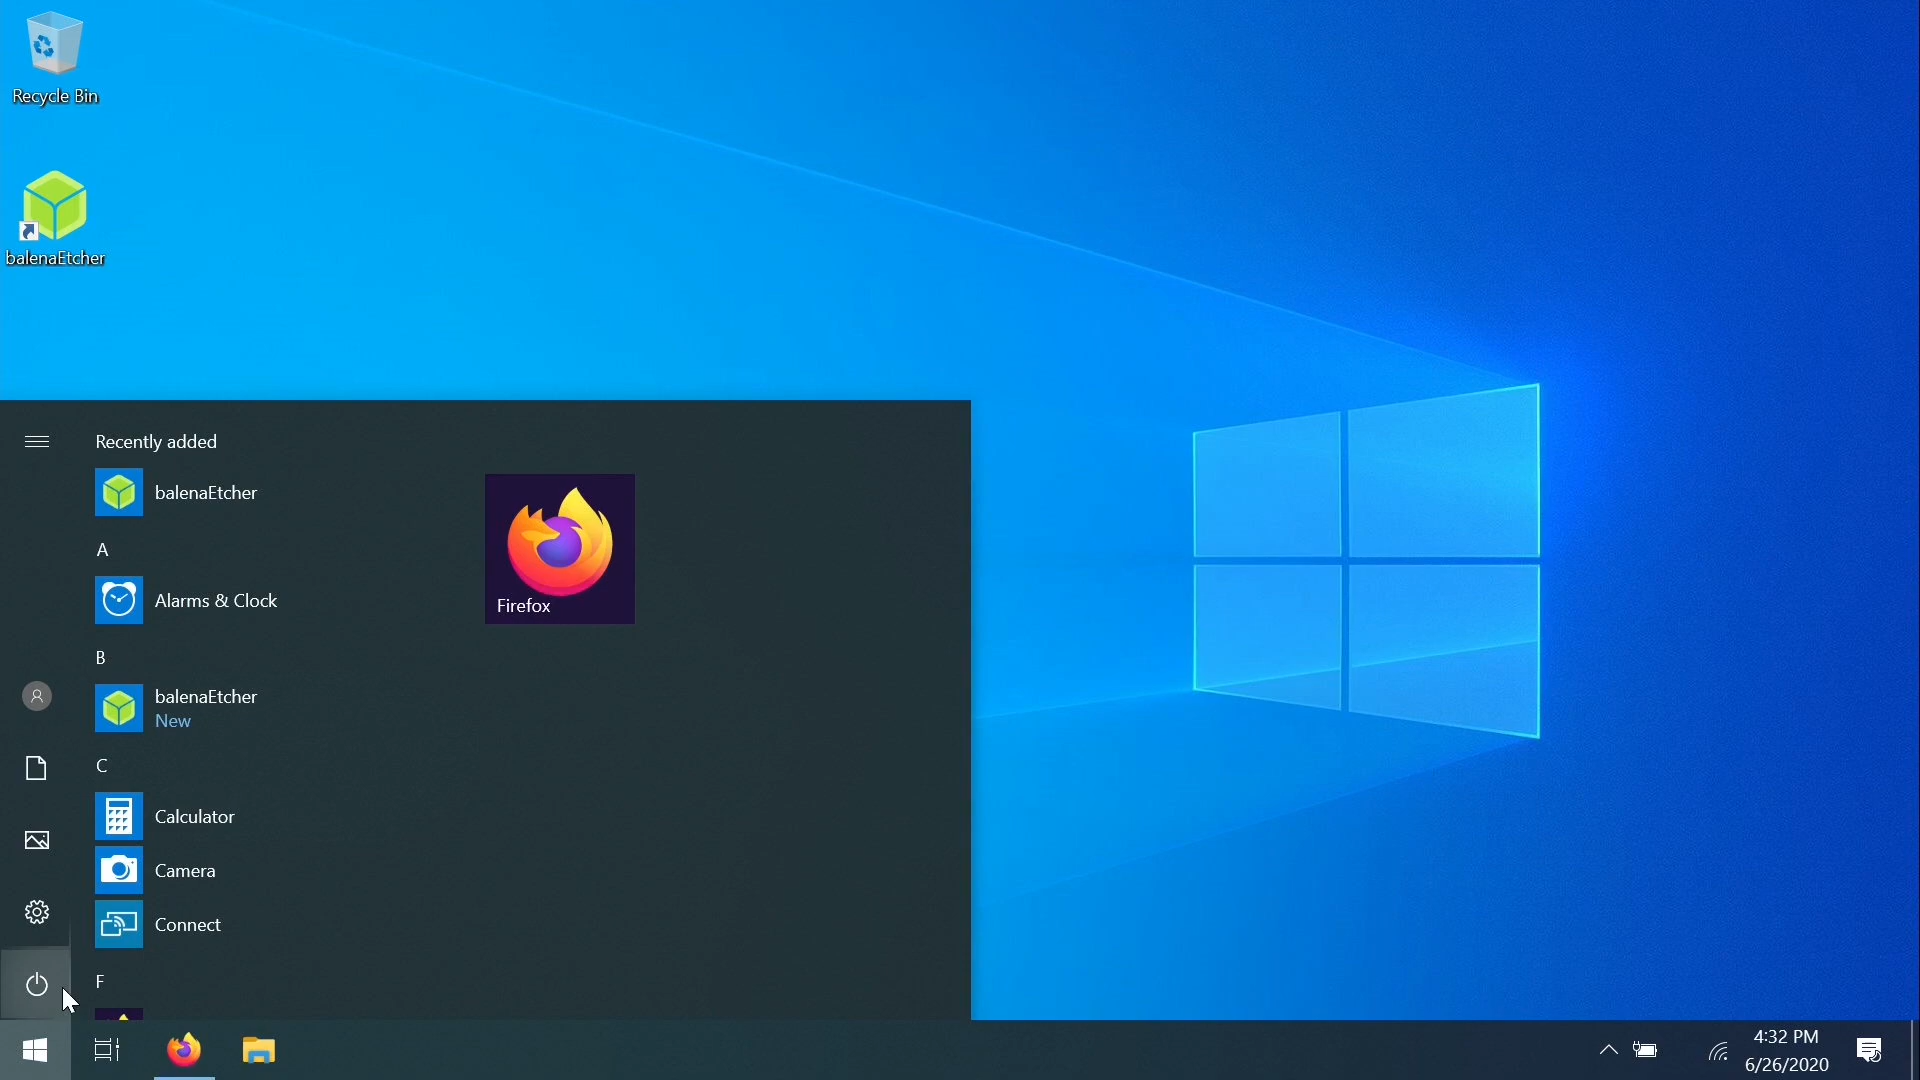 Recycle Bin
balenaEtcher
Recently added
balenaEtcher
A
Alarms & Clock
B
balenaEtcher
New
C
Calculator
Camera
Connect
F
Firefox
4:32 PM
6/26/2020